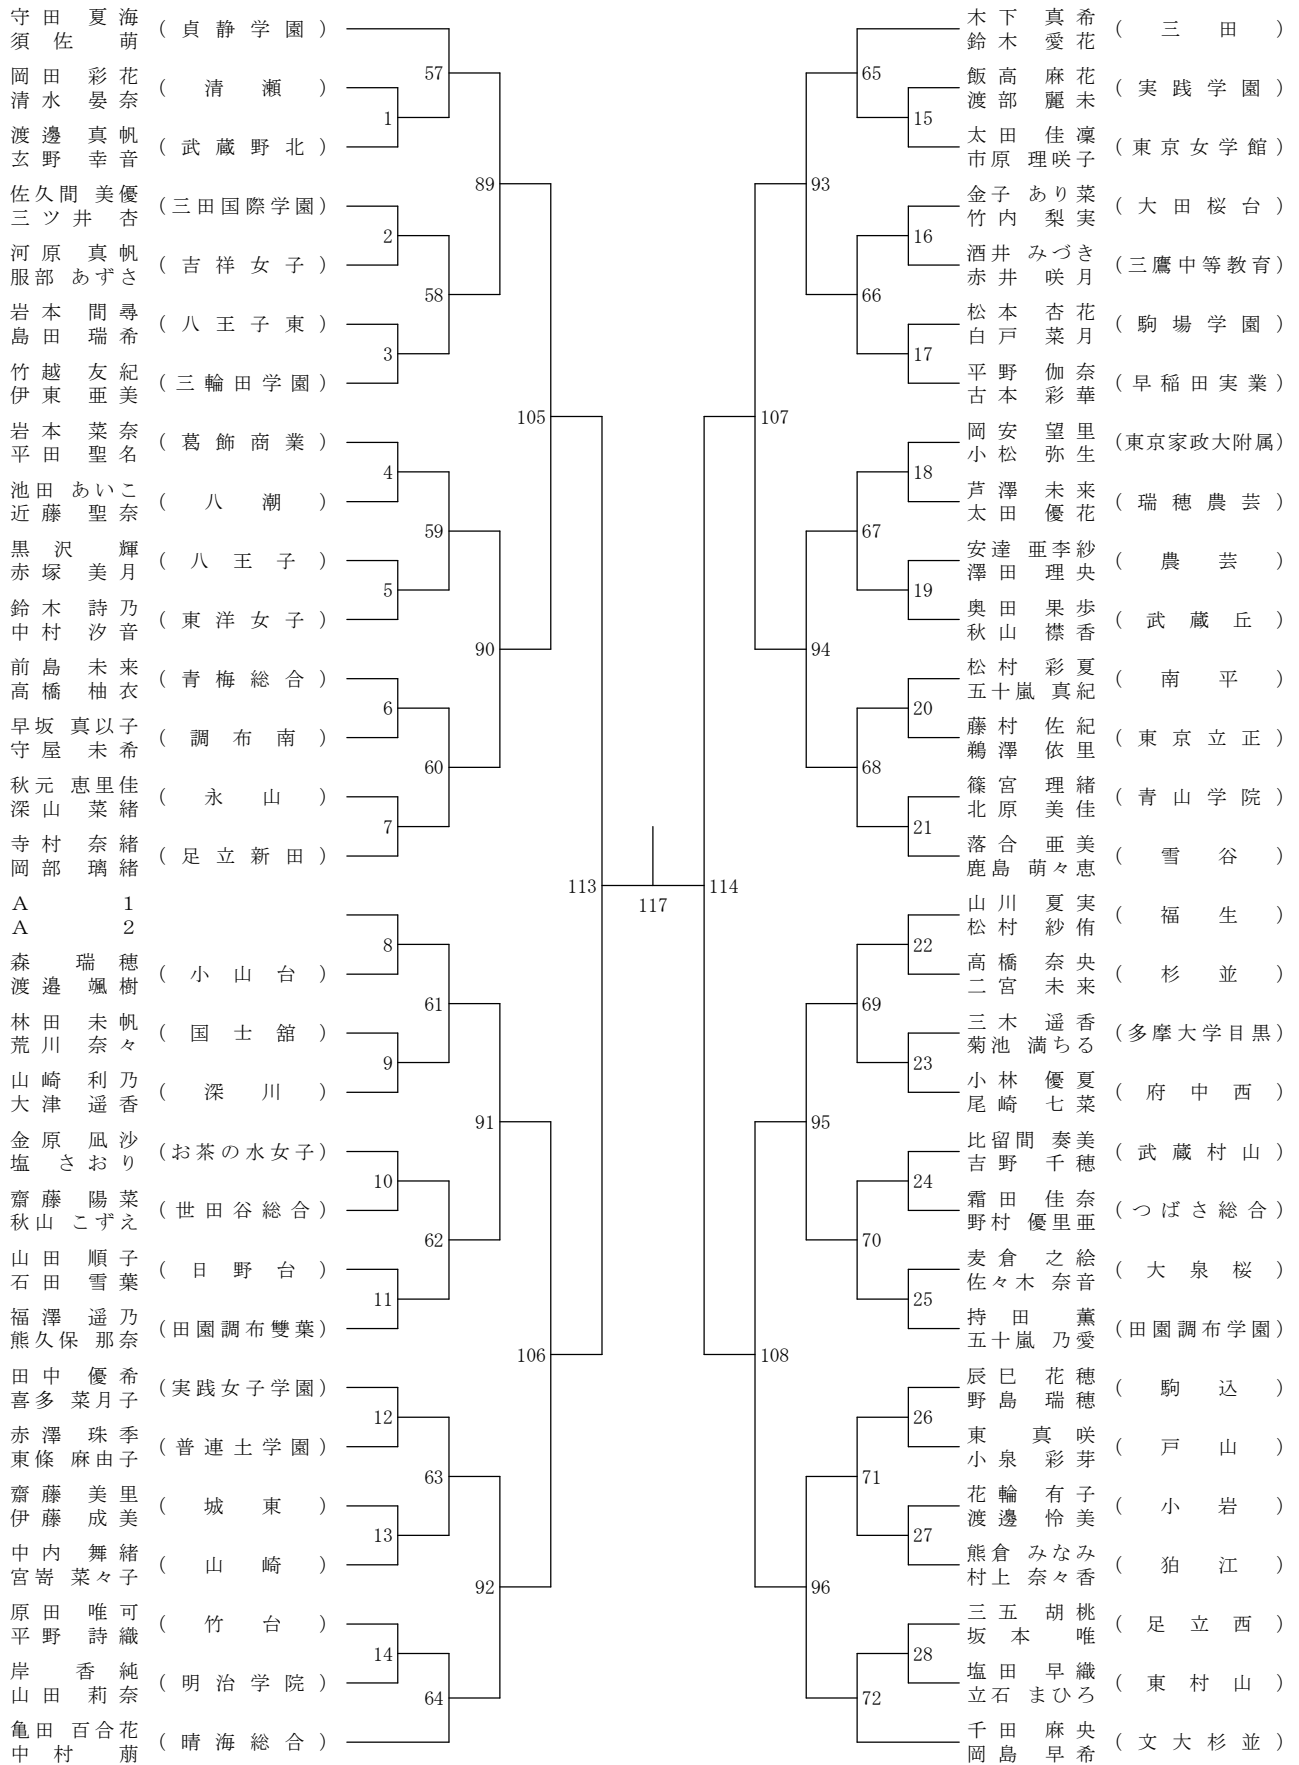 守田 夏海
須佐 萌
(貞静学園)
岡田 彩花
清水 晏奈
(清瀬)
渡邊 真帆
玄野 幸音
(武蔵野北)
佐久間 美優
三ツ井 杏
(三田国際学園)
河原 真帆
服部 あずさ
(吉祥女子)
岩本 間尋
島田 瑞希
(八王子東)
竹越 友紀
伊東 亜美
(三輪田学園)
岩本 菜奈
平田 聖名
(葛飾商業)
池田 あいこ
近藤 聖奈
(八潮)
黒沢 輝
赤塚 美月
(八王子)
鈴木 詩乃
中村 汐音
(東洋女子)
前島 未来
高橋 柚衣
(青梅総合)
早坂 真以子
守屋 未希
(調布南)
秋元 恵里佳
深山 菜緒
(永山)
寺村 奈緒
岡部 璃緒
(足立新田)
A 1
A 2
森 瑞穂
渡邉 颯樹
(小山台)
林田 未帆
荒川 奈々
(国士舘)
山崎 利乃
大津 遥香
(深川)
金原 凪沙
塩 さおり
(お茶の水女子)
齋藤 陽菜
秋山 こずえ
(世田谷総合)
山田 順子
石田 雪葉
(日野台)
福澤 遥乃
熊久保 那奈
(田園調布雙葉)
田中 優希
喜多 菜月子
(実践女子学園)
赤澤 珠季
東條 麻由子
(普連土学園)
齋藤 美里
伊藤 成美
(城東)
中内 舞緒
宮嵜 菜々子
(山崎)
原田 唯可
平野 詩織
(竹台)
岸 香純
山田 莉奈
(明治学院)
亀田 百合花
中村 萠
(晴海総合)
57
1
89
2
58
3
105
4
59
5
90
6
60
7
113
8
61
9
91
10
62
11
106
12
63
13
92
14
64
117
114
65
15
93
16
66
17
107
18
67
19
94
20
68
21
22
69
23
95
24
70
25
108
26
71
27
96
28
72
木下 真希
鈴木 愛花
(三田)
飯高 麻花
渡部 麗未
(実践学園)
太田 佳凜
市原 理咲子
(東京女学館)
金子 あり菜
竹内 梨実
(大田桜台)
酒井 みづき
赤井 咲月
(三鷹中等教育)
松本 杏花
白戸 菜月
(駒場学園)
平野 伽奈
古本 彩華
(早稲田実業)
岡安 望里
小松 弥生
(東京家政大附属)
芦澤 未来
太田 優花
(瑞穂農芸)
安達 亜李紗
澤田 理央
(農芸)
奥田 果歩
秋山 襟香
(武蔵丘)
松村 彩夏
五十嵐 真紀
(南平)
藤村 佐紀
鵜澤 依里
(東京立正)
篠宮 理緒
北原 美佳
(青山学院)
落合 亜美
鹿島 萌々恵
(雪谷)
山川 夏実
松村 紗侑
(福生)
高橋 奈央
二宮 未来
(杉並)
三木 遥香
菊池 満ちる
(多摩大学目黒)
小林 優夏
尾崎 七菜
(府中西)
比留間 奏美
吉野 千穂
(武蔵村山)
霜田 佳奈
野村 優里亜
(つばさ総合)
麦倉 之絵
佐々木 奈音
(大泉桜)
持田 薫
五十嵐 乃愛
(田園調布学園)
辰巳 花穂
野島 瑞穂
(駒込)
東 真咲
小泉 彩芽
(戸山)
花輪 有子
渡邊 怜美
(小岩)
熊倉 みなみ
村上 奈々香
(狛江)
三五 胡桃
坂本 唯
(足立西)
塩田 早織
立石 まひろ
(東村山)
千田 麻央
岡島 早希
(文大杉並)